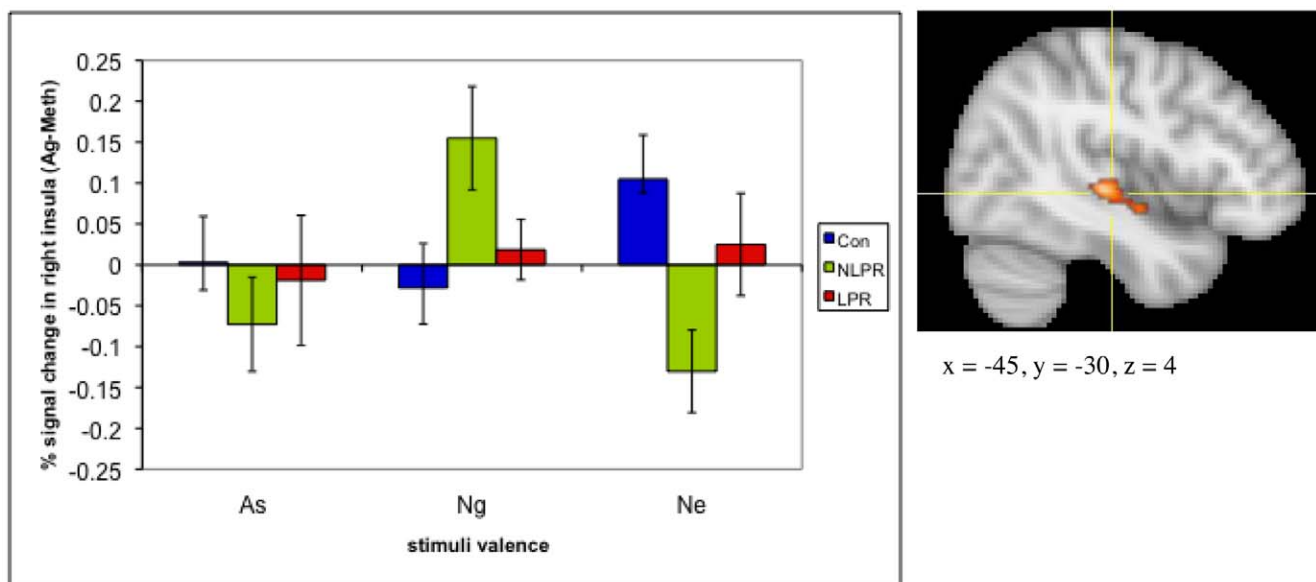 % signal change in right insula (Ag-Meth)
0.25
0.2
0.15
0.1
0.05
0
-0.05
-0.1
-0.15
-0.2
-0.25
As Ng Ne
stimuli valence
Con
NLPR
LPR
x = -45, y = -30, z = 4